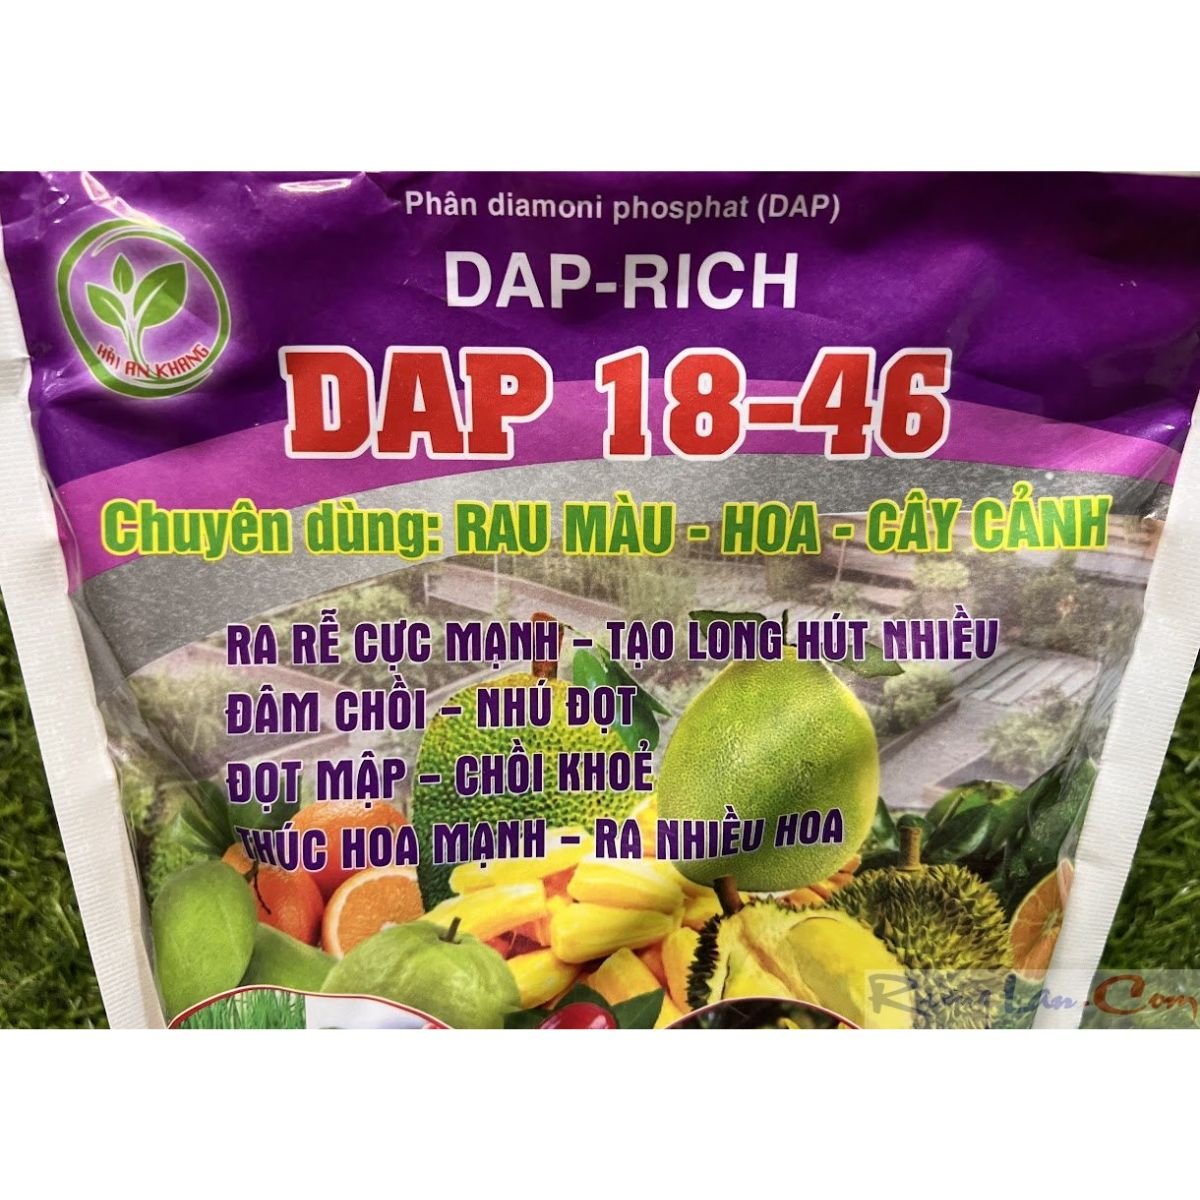 Phân diamoni phosphat (DAP)
DAP-RICH
HẢI AN KHANG
DAP 18-46
Chuyên dùng: RAU MÀU - HOA - CÂY CẢNH
RA RỄ CỰC MẠNH – TẠO LONG HÚT NHIỀU
ĐÂM CHỒI – NHÚ ĐỌT
ĐỌT MẬP – CHỒI KHOẺ
THÚC HOA MẠNH – RA NHIỀU HOA